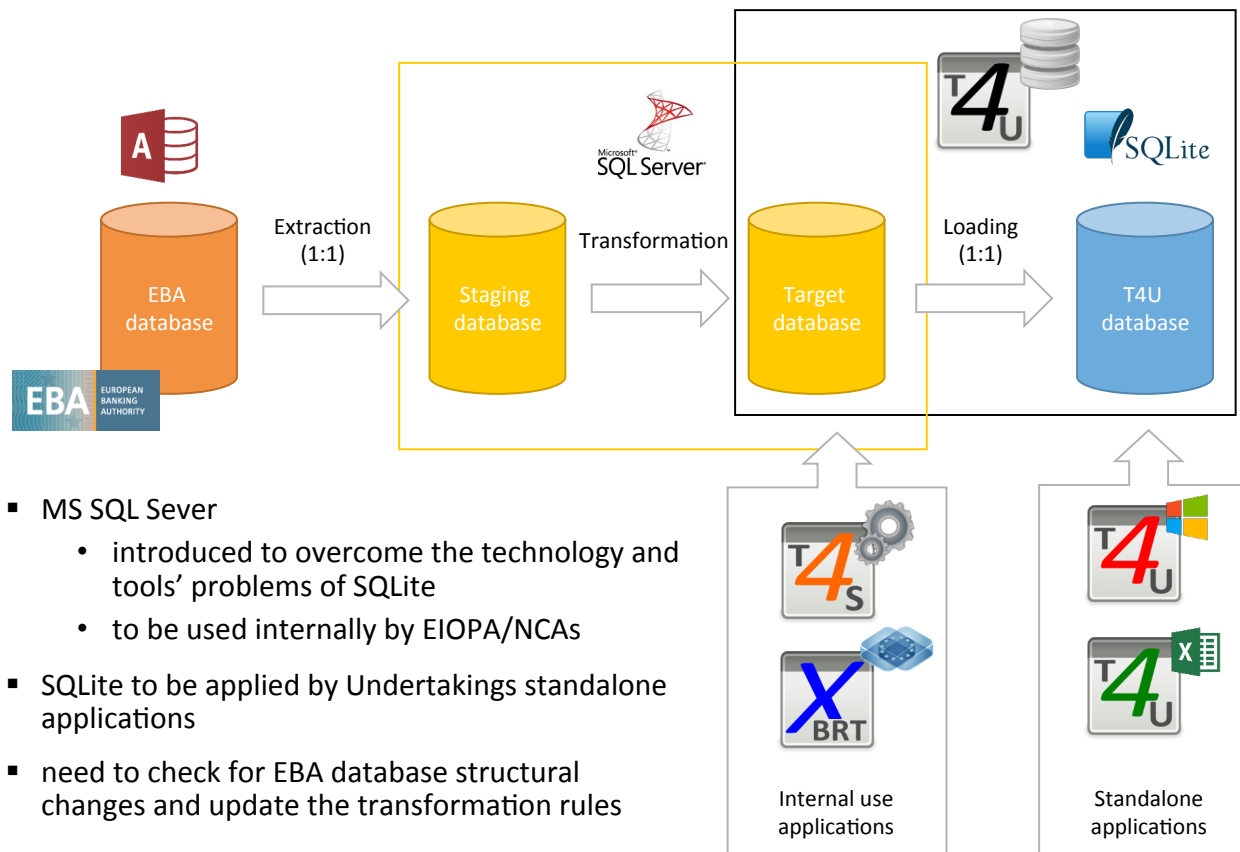 T4U
A
Microsoft®
SQL Server®
SQLite
Extraction
(1:1)
Transformation
Loading
(1:1)
EBA
database
Staging
database
Target
database
T4U
database
EBA
EUROPEAN
BANKING
AUTHORITY
▪ MS SQL Sever
• introduced to overcome the technology and
tools’ problems of SQLite
• to be used internally by EIOPA/NCAs
▪ SQLite to be applied by Undertakings standalone
applications
▪ need to check for EBA database structural
changes and update the transformation rules
T4S
XBRT
Internal use
applications
T4U
X
T4U
Standalone
applications